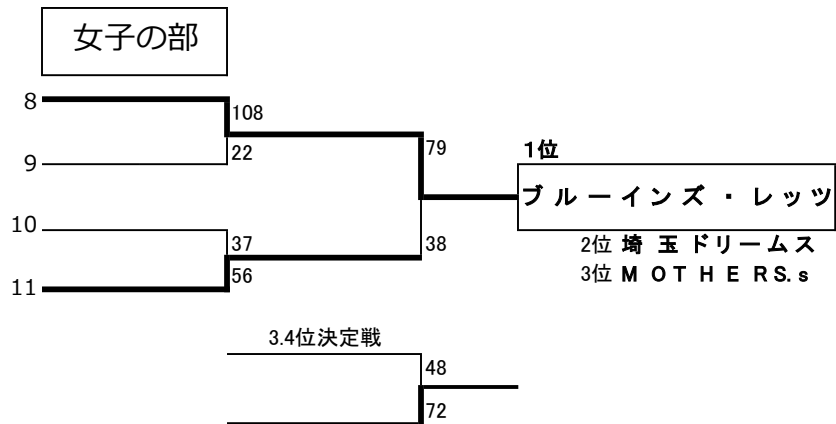 女子の部
8
108
9
22
79
1位
ブルーインズ・レッツ
10
37
38
2位 埼玉ドリームス
11
56
3位 MOTHERS.s
3.4位決定戦
48
72